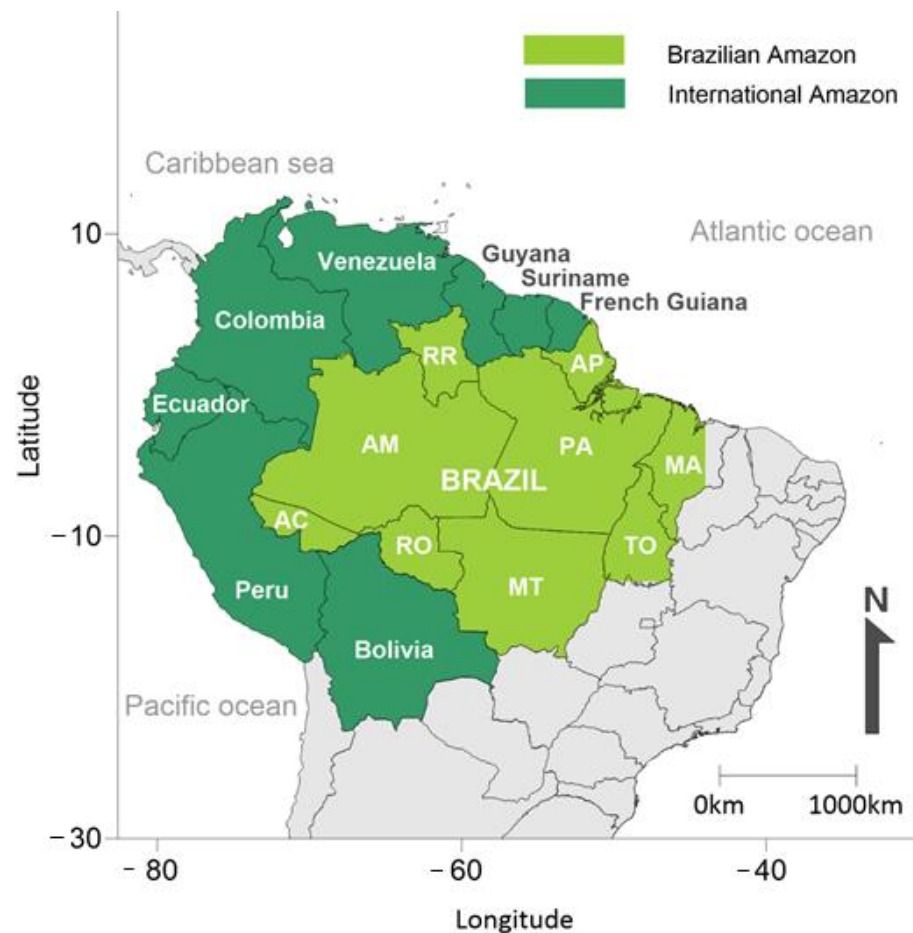 Brazilian Amazon
International Amazon
Caribbean sea
Atlantic ocean
10
Venezuela
Guyana
Suriname
French Guiana
Colombia
RR
AP
Ecuador
AM
PA
MA
BRAZIL
Latitude
-10
AC
RO
TO
MT
Peru
Bolivia
N
Pacific ocean
0km 1000km
-30
-80 -60 -40
Longitude